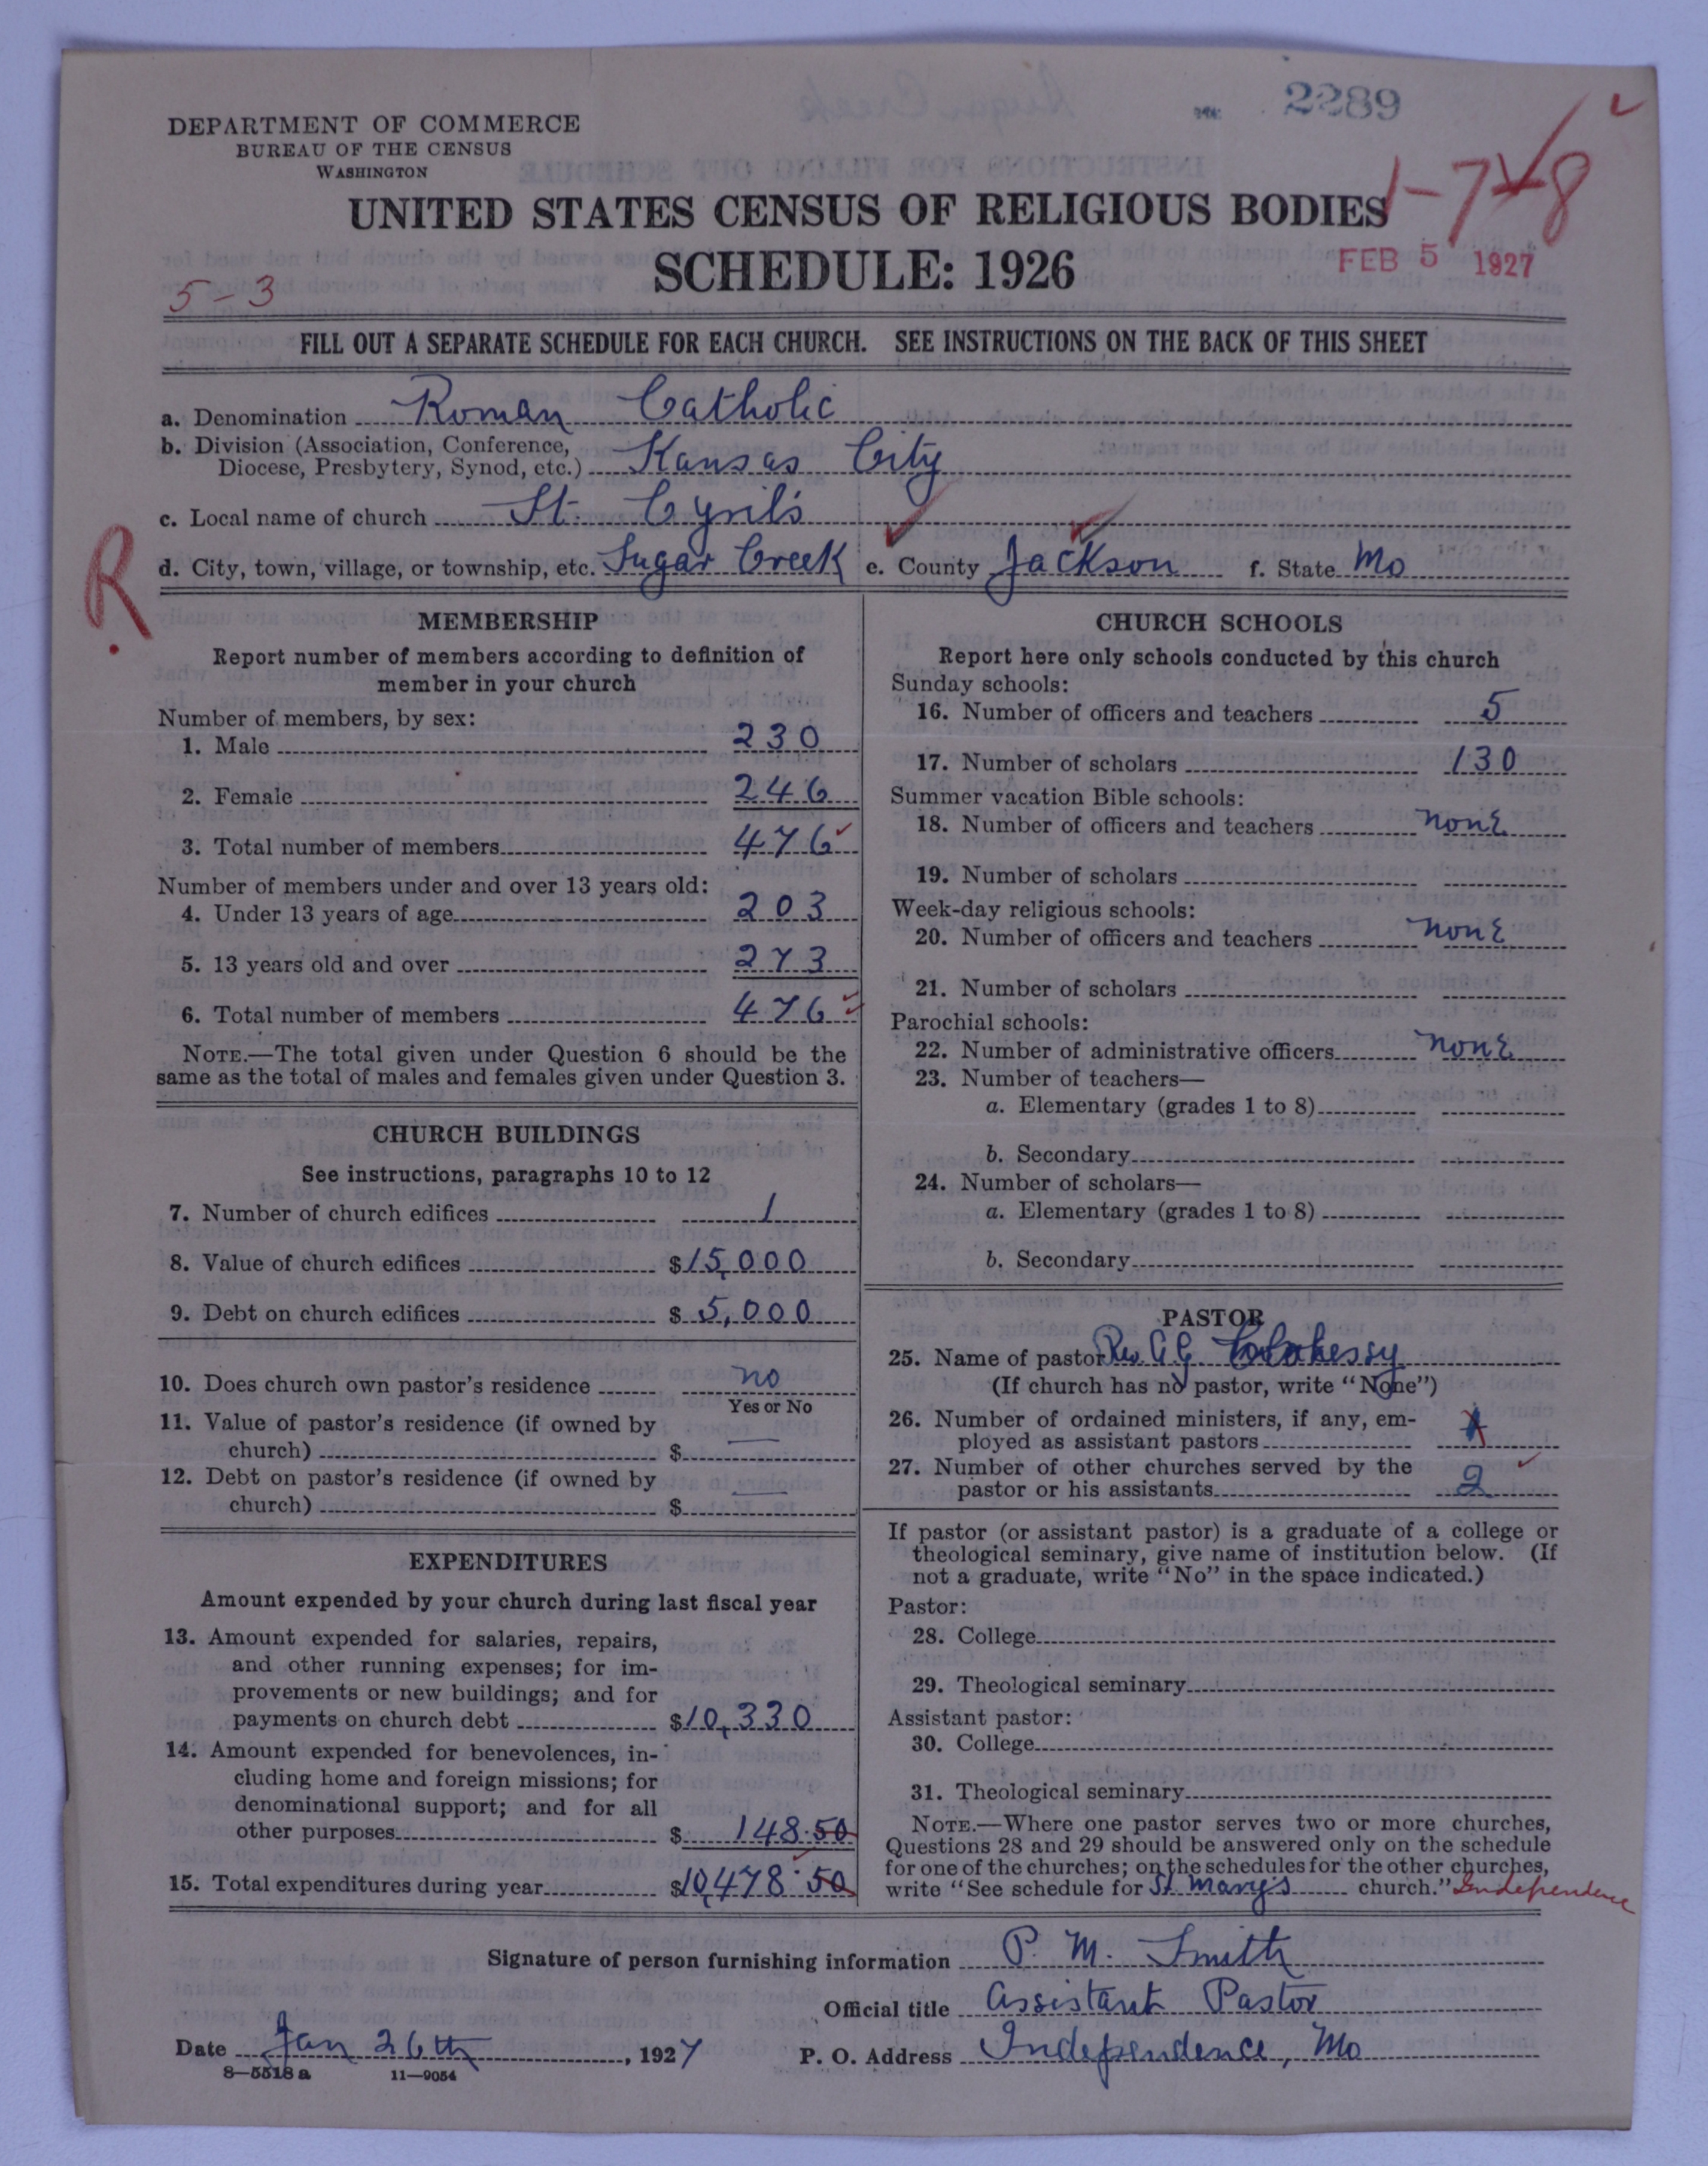 2289
DEPARTMENT OF COMMERCE
BUREAU OF THE CENSUS
WASHINGTON
1-7-8
UNITED STATES CENSUS OF RELIGIOUS BODIES
SCHEDULE: 1926
FEB 5 1927
5-3
FILL OUT A SEPARATE SCHEDULE FOR EACH CHURCH. SEE INSTRUCTIONS ON THE BACK OF THIS SHEET
a. Denomination Roman Catholic
b. Division (Association, Conference,
Diocese, Presbytery, Synod, etc.) Kansas City
c. Local name of church St. Cyril's
d. City, town, village, or township, etc. Sugar Creek e. County Jackson f. State Mo
R
MEMBERSHIP
Report number of members according to definition of
member in your church
Number of members, by sex:
1. Male 230
2. Female 246
3. Total number of members 476
Number of members under and over 13 years old:
4. Under 13 years of age 203
5. 13 years old and over 273
6. Total number of members 476
NOTE.—The total given under Question 6 should be the
same as the total of males and females given under Question 3.
CHURCH BUILDINGS
See instructions, paragraphs 10 to 12
7. Number of church edifices 1
8. Value of church edifices $15,000
9. Debt on church edifices $5,000
10. Does church own pastor's residence no
Yes or No
11. Value of pastor's residence (if owned by
church) $ —
12. Debt on pastor's residence (if owned by
church) $ —
EXPENDITURES
Amount expended by your church during last fiscal year
13. Amount expended for salaries, repairs,
and other running expenses; for im-
provements or new buildings; and for
payments on church debt $10,330
14. Amount expended for benevolences, in-
cluding home and foreign missions; for
denominational support; and for all
other purposes $148.50
15. Total expenditures during year $10,478.50
CHURCH SCHOOLS
Report here only schools conducted by this church
Sunday schools:
16. Number of officers and teachers 5
17. Number of scholars 130
Summer vacation Bible schools:
18. Number of officers and teachers none
19. Number of scholars
Week-day religious schools:
20. Number of officers and teachers none
21. Number of scholars
Parochial schools:
22. Number of administrative officers none
23. Number of teachers—
a. Elementary (grades 1 to 8)
b. Secondary
24. Number of scholars—
a. Elementary (grades 1 to 8)
b. Secondary
PASTOR
25. Name of pastor Rev.
(If church has no pastor, write "None")
26. Number of ordained ministers, if any, em-
ployed as assistant pastors
27. Number of other churches served by the
pastor or his assistants 2
If pastor (or assistant pastor) is a graduate of a college or
theological seminary, give name of institution below. (If
not a graduate, write "No" in the space indicated.)
Pastor:
28. College
29. Theological seminary
Assistant pastor:
30. College
31. Theological seminary
NOTE.—Where one pastor serves two or more churches,
Questions 28 and 29 should be answered only on the schedule
for one of the churches; on the schedules for the other churches,
write "See schedule for St. Mary's church." Independence
Signature of person furnishing information P. M. Smith
Official title Assistant Pastor
Date Jan 26th, 1927 P. O. Address Independence, Mo
8—5518a 11—9054